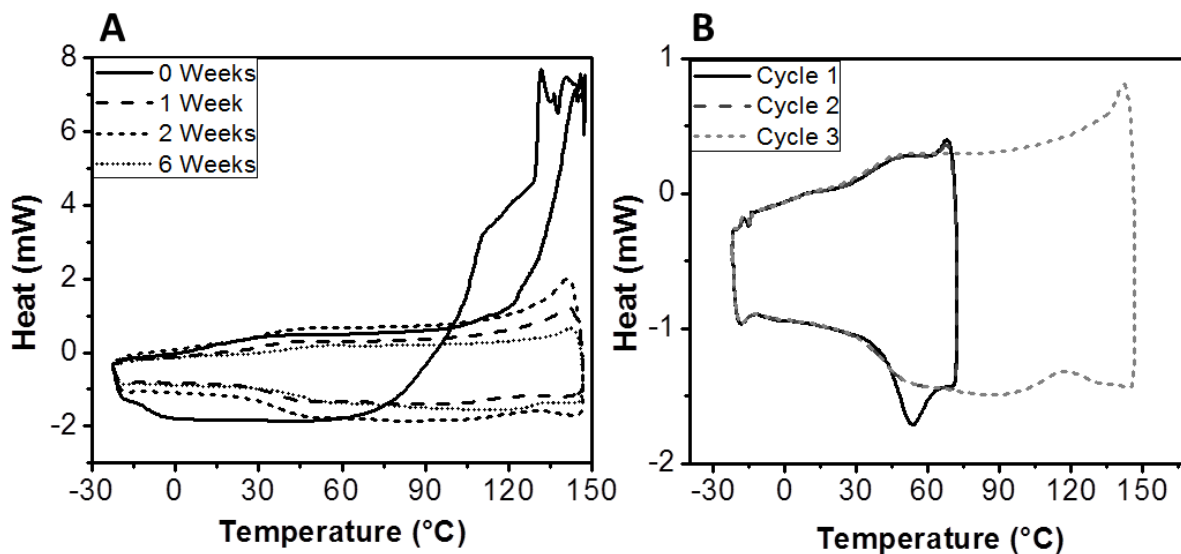 A
B
8
6
4
2
0
-2
Heat (mW)
0 Weeks
1 Week
2 Weeks
6 Weeks
-30 0 30 60 90 120 150
Temperature (°C)
1
0
-1
-2
Heat (mW)
Cycle 1
Cycle 2
Cycle 3
-30 0 30 60 90 120 150
Temperature (°C)